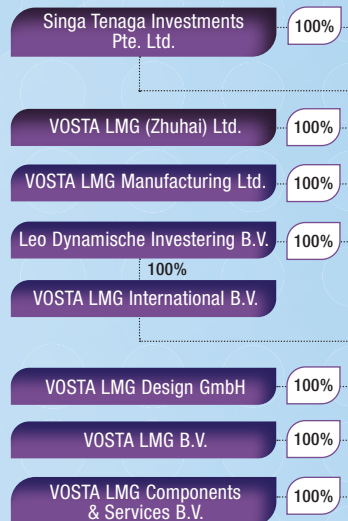 Singa Tenaga Investments
Pte. Ltd.
100%
VOSTA LMG (Zhuhai) Ltd.
100%
VOSTA LMG Manufacturing Ltd.
100%
Leo Dynamische Investering B.V.
100%
100%
VOSTA LMG International B.V.
VOSTA LMG Design GmbH
100%
VOSTA LMG B.V.
100%
VOSTA LMG Components
& Services B.V.
100%